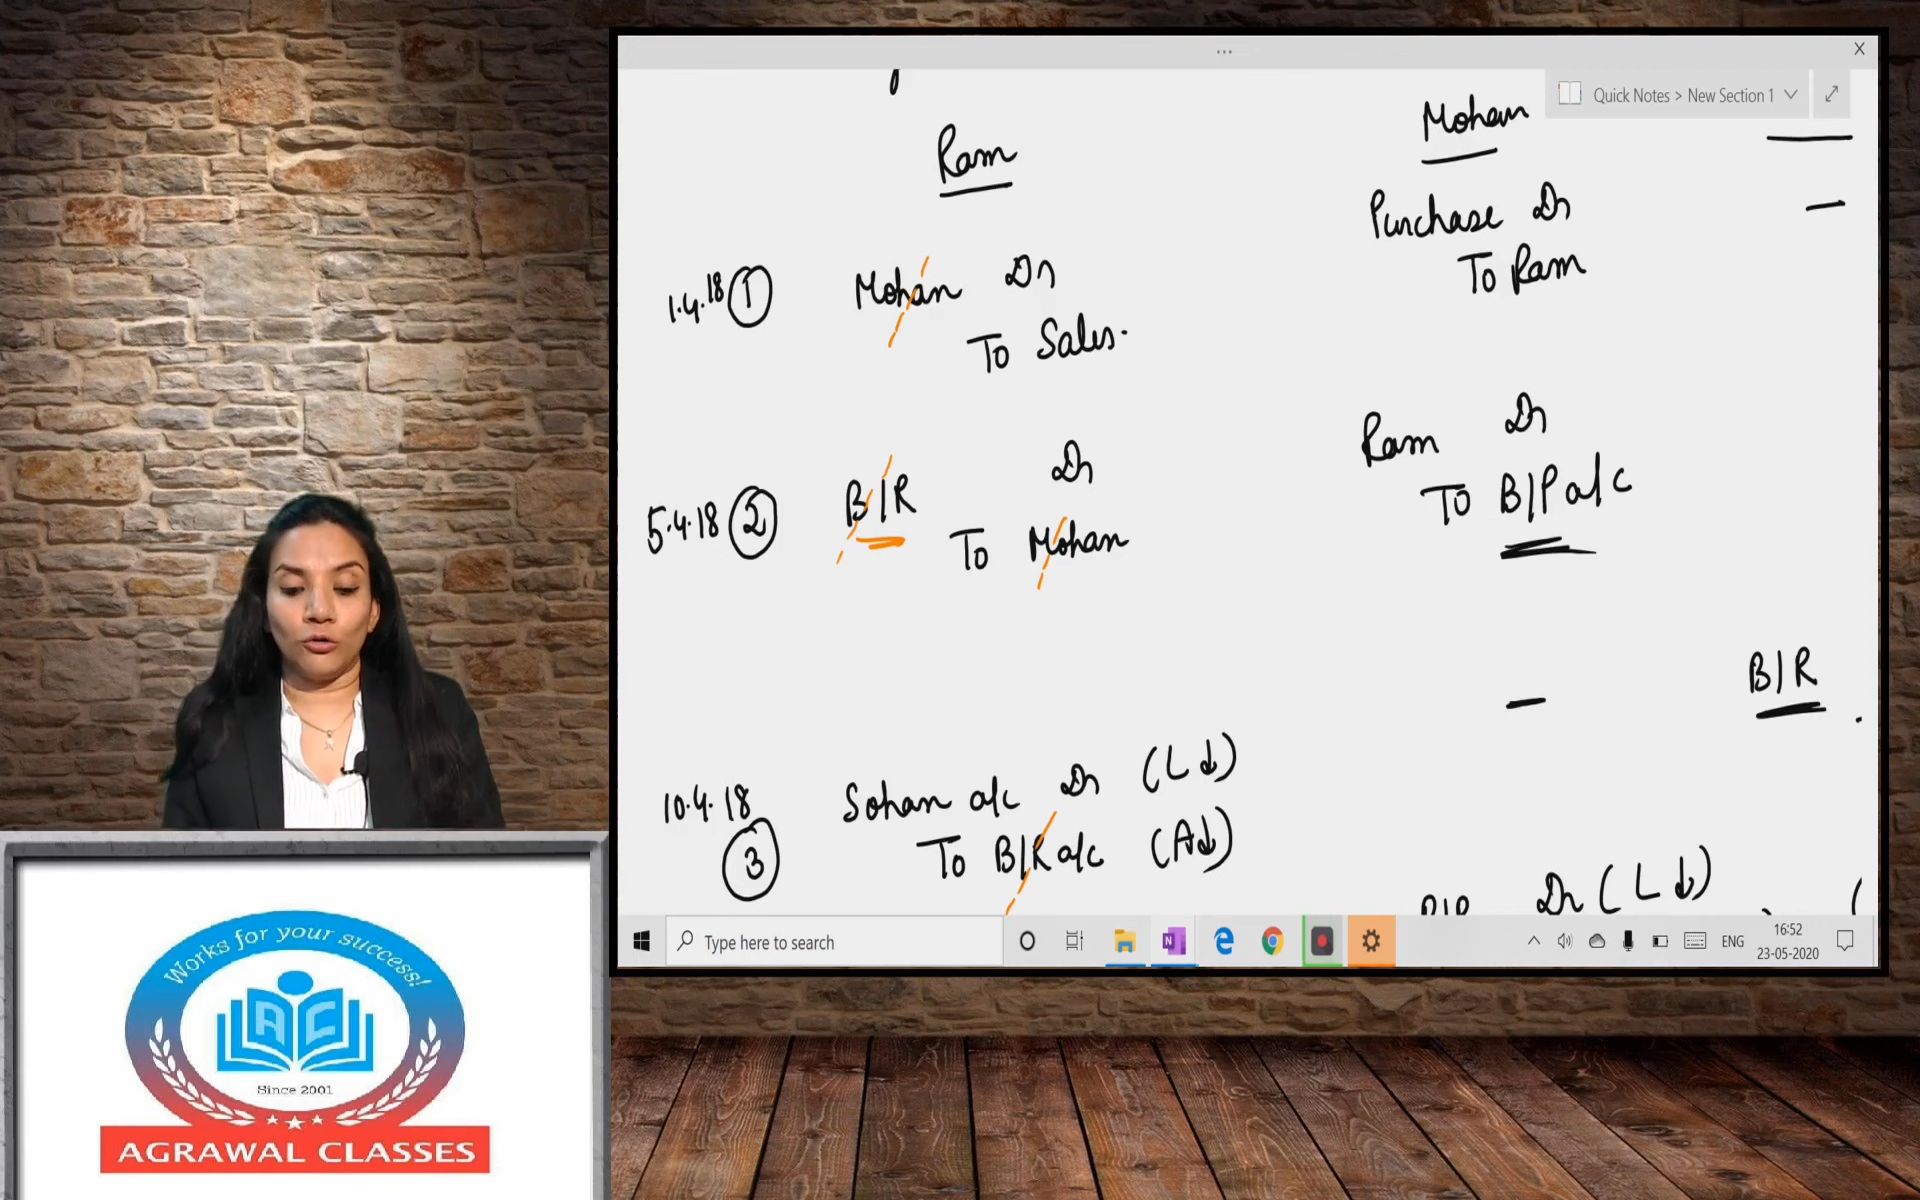 Quick Notes > New Section 1
Ram
Mohan
1.4.18 ① Mohan Dr
To Sales.
Purchase Dr
To Ram
5.4.18 ② B/R Dr
To Mohan
Ram Dr
To B/P a/c
B/R
10.4.18
③
Sohan a/c Dr (L↓)
To B/R a/c (A↓)
Dr (L↓)
Type here to search
ENG
16:52
23-05-2020
Works for your success!
AC
Since 2001
AGRAWAL CLASSES